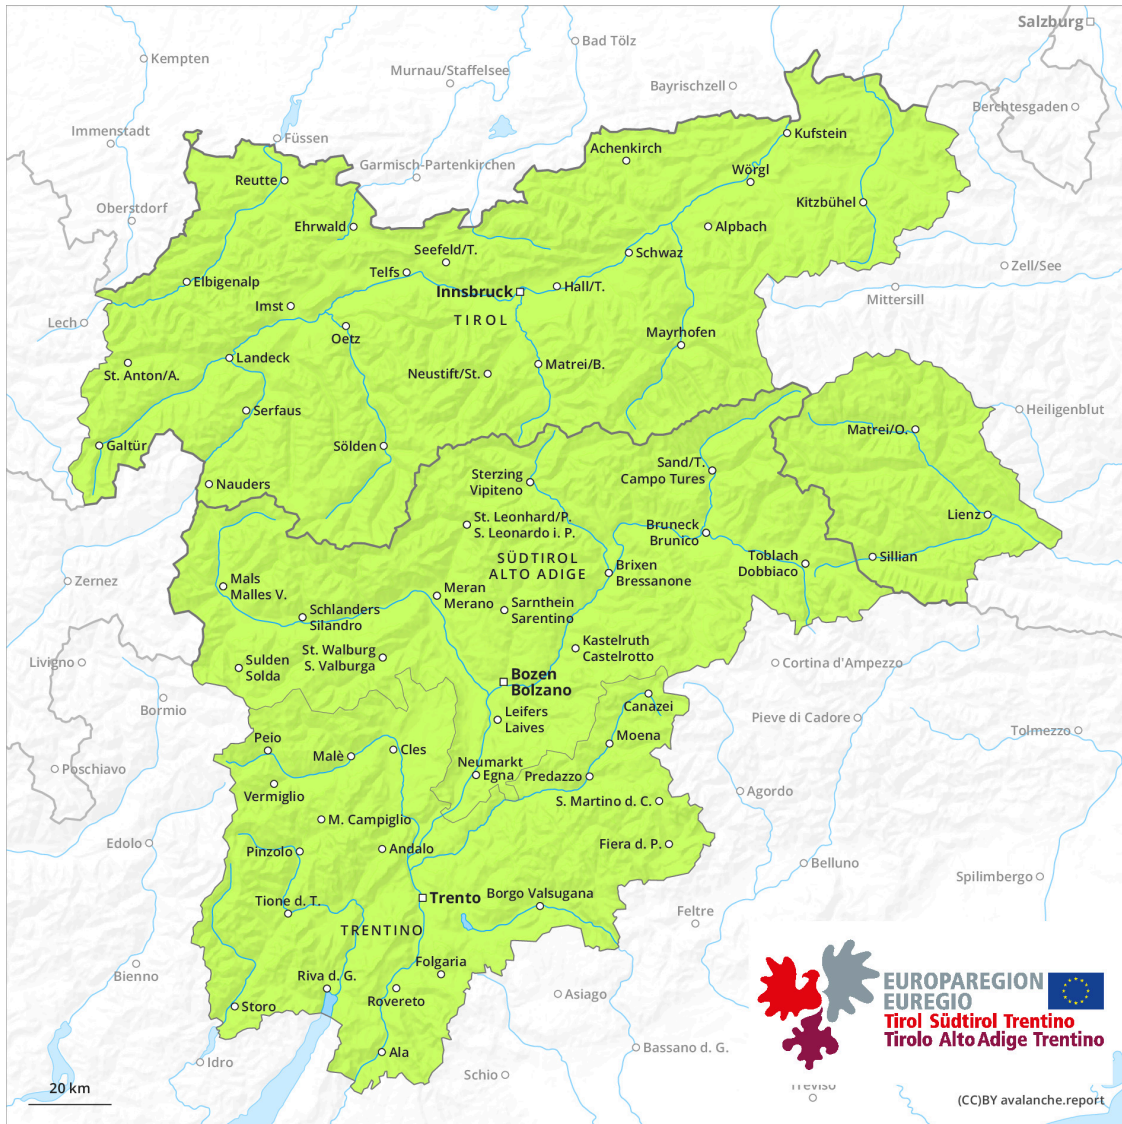 Salzburg
Bad Tölz
Kempten
Murnau/Staffelsee
Bayrischzell
Berchtesgaden
Immenstadt
Füssen
Kufstein
Achenkirch
Garmisch-Partenkirchen
Wörgl
Reutte
Oberstdorf
Kitzbühel
Ehrwald
Alpbach
Seefeld/T.
Schwaz
Zell/See
Telfs
Elbigenalp
Hall/T.
Innsbruck
Mittersill
Imst
TIROL
Lech
Oetz
Mayrhofen
Landeck
Matrei/B.
St. Anton/A.
Neustift/St.
Serfaus
Heiligenblut
Matrei/O.
Galtür
Sölden
Sand/T.
Campo Tures
Sterzing
Vipiteno
Nauders
St. Leonhard/P.
S. Leonardo i. P.
Lienz
Bruneck
Brunico
SÜDTIROL
ALTO ADIGE
Toblach
Dobbiaco
Sillian
Brixen
Bressanone
Zernez
Mals
Malles V.
Meran
Merano
Sarnthein
Sarentino
Schlanders
Silandro
Kastelruth
Castelrotto
St. Walburg
S. Valburga
Livigno
Sulden
Solda
Cortina d'Ampezzo
Bozen
Bolzano
Bormio
Canazei
Leifers
Laives
Pieve di Cadore
Tolmezzo
Peio
Moena
Malè
Cles
Neumarkt
Egna
Predazzo
Poschiavo
Vermiglio
Agordo
S. Martino d. C.
M. Campiglio
Edolo
Pinzolo
Andalo
Fiera d. P.
Belluno
Spilimbergo
Trento
Borgo Valsugana
Tione d. T.
Feltre
TRENTINO
Folgaria
Bienno
Riva d. G.
Rovereto
Asiago
Storo
EUROPAREGION
EUREGIO
Tirol Südtirol Trentino
Tirolo Alto Adige Trentino
Ala
Bassano d. G.
Idro
Schio
Treviso
20 km
(CC)BY avalanche.report